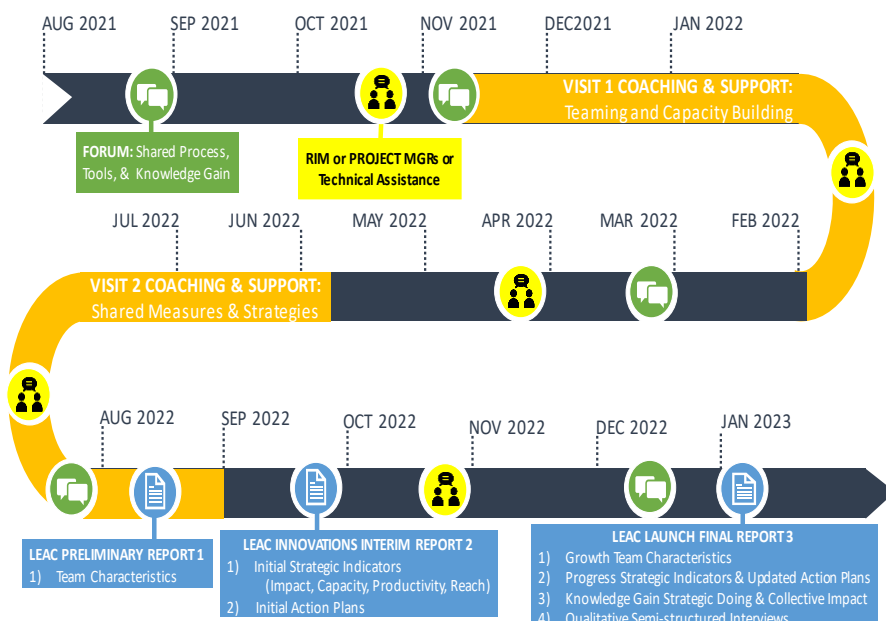 AUG 2021
SEP 2021
OCT 2021
NOV 2021
DEC2021
JAN 2022
VISIT 1 COACHING & SUPPORT:
Teaming and Capacity Building
FORUM: Shared Process,
Tools, & Knowledge Gain
RIM or PROJECT MGRs or
Technical Assistance
JUL 2022
JUN 2022
MAY 2022
APR 2022
MAR 2022
FEB 2022
VISIT 2 COACHING & SUPPORT:
Shared Measures & Strategies
AUG 2022
SEP 2022
OCT 2022
NOV 2022
DEC 2022
JAN 2023
LEAC PRELIMINARY REPORT 1
1) Team Characteristics
LEAC INNOVATIONS INTERIM REPORT 2
1) Initial Strategic Indicators
(Impact, Capacity, Productivity, Reach)
2) Initial Action Plans
LEAC LAUNCH FINAL REPORT 3
1) Growth Team Characteristics
2) Progress Strategic Indicators & Updated Action Plans
3) Knowledge Gain Strategic Doing & Collective Impact
4) Qualitative Semi-structured Interviews